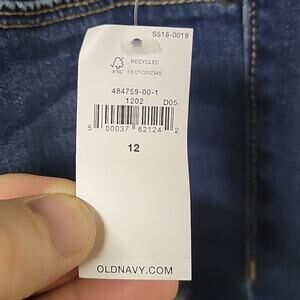 S518-0019
RECYCLED
FSC FSC® C012345
484759-00-1
1202 D05
5 00037 62124 2
12
OLDNAVY.COM